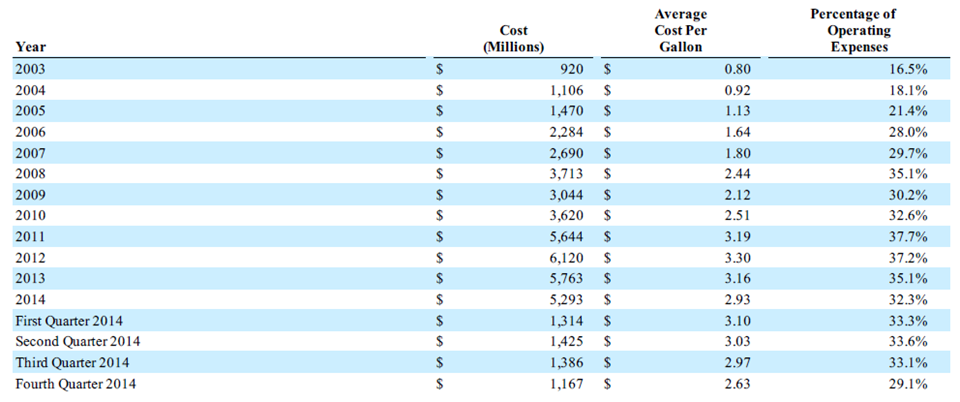 Year Cost (Millions) Average Cost Per Gallon Percentage of Operating Expenses
2003 $ 920 $ 0.80 16.5%
2004 $ 1,106 $ 0.92 18.1%
2005 $ 1,470 $ 1.13 21.4%
2006 $ 2,284 $ 1.64 28.0%
2007 $ 2,690 $ 1.80 29.7%
2008 $ 3,713 $ 2.44 35.1%
2009 $ 3,044 $ 2.12 30.2%
2010 $ 3,620 $ 2.51 32.6%
2011 $ 5,644 $ 3.19 37.7%
2012 $ 6,120 $ 3.30 37.2%
2013 $ 5,763 $ 3.16 35.1%
2014 $ 5,293 $ 2.93 32.3%
First Quarter 2014 $ 1,314 $ 3.10 33.3%
Second Quarter 2014 $ 1,425 $ 3.03 33.6%
Third Quarter 2014 $ 1,386 $ 2.97 33.1%
Fourth Quarter 2014 $ 1,167 $ 2.63 29.1%